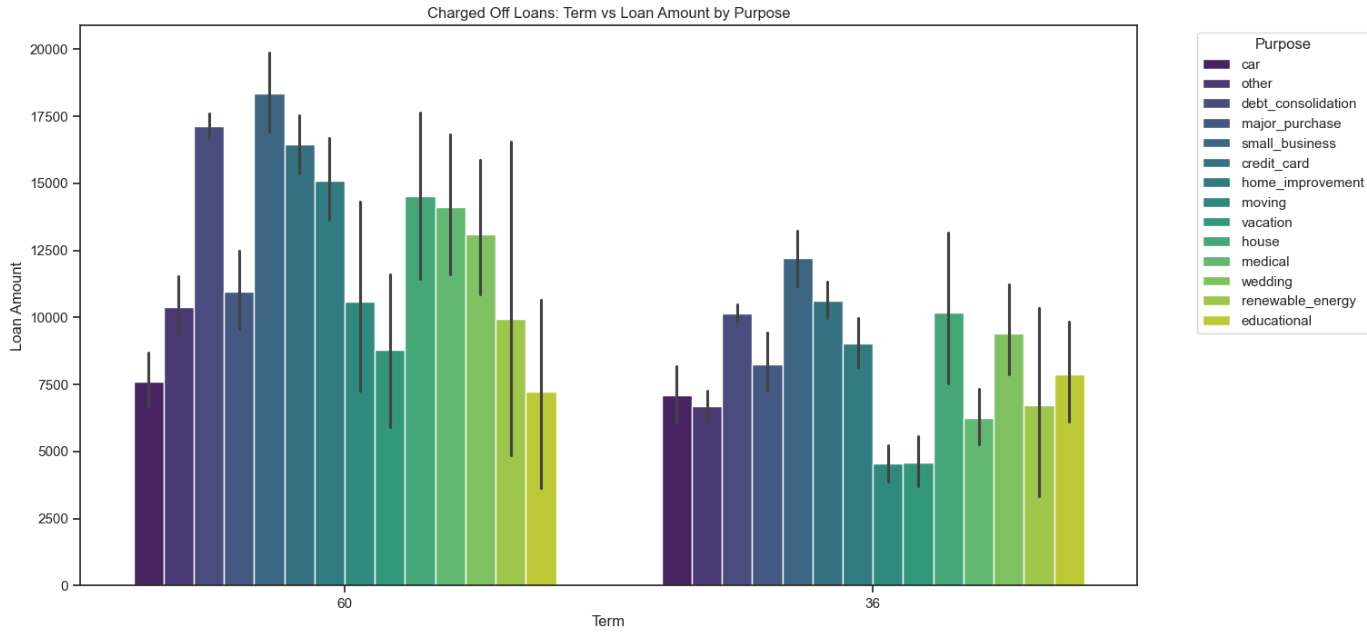 Charged Off Loans: Term vs Loan Amount by Purpose
20000
17500
15000
12500
10000
7500
5000
2500
0
Loan Amount
60
36
Term
Purpose
car
other
debt_consolidation
major_purchase
small_business
credit_card
home_improvement
moving
vacation
house
medical
wedding
renewable_energy
educational